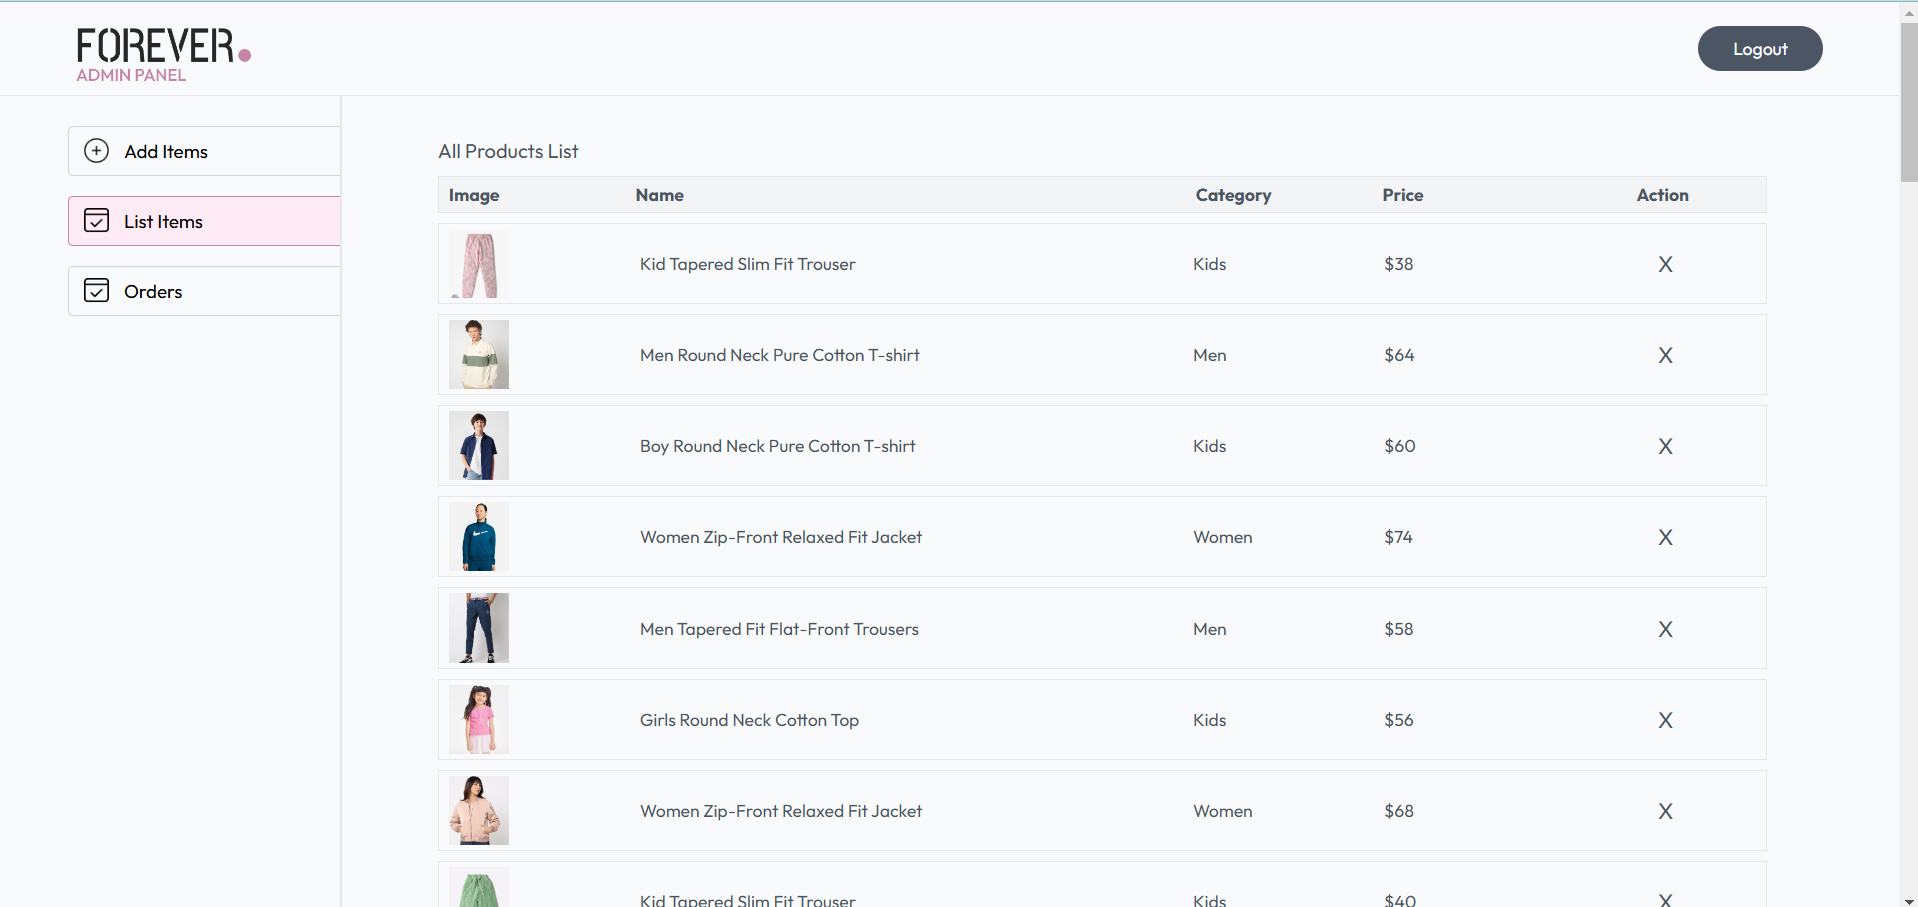 FOREVER.
ADMIN PANEL
Logout
Add Items
List Items
Orders
All Products List
Image Name Category Price Action
Kid Tapered Slim Fit Trouser Kids $38 X
Men Round Neck Pure Cotton T-shirt Men $64 X
Boy Round Neck Pure Cotton T-shirt Kids $60 X
Women Zip-Front Relaxed Fit Jacket Women $74 X
Men Tapered Fit Flat-Front Trousers Men $58 X
Girls Round Neck Cotton Top Kids $56 X
Women Zip-Front Relaxed Fit Jacket Women $68 X
Kid Tapered Slim Fit Trouser Kids $40 X